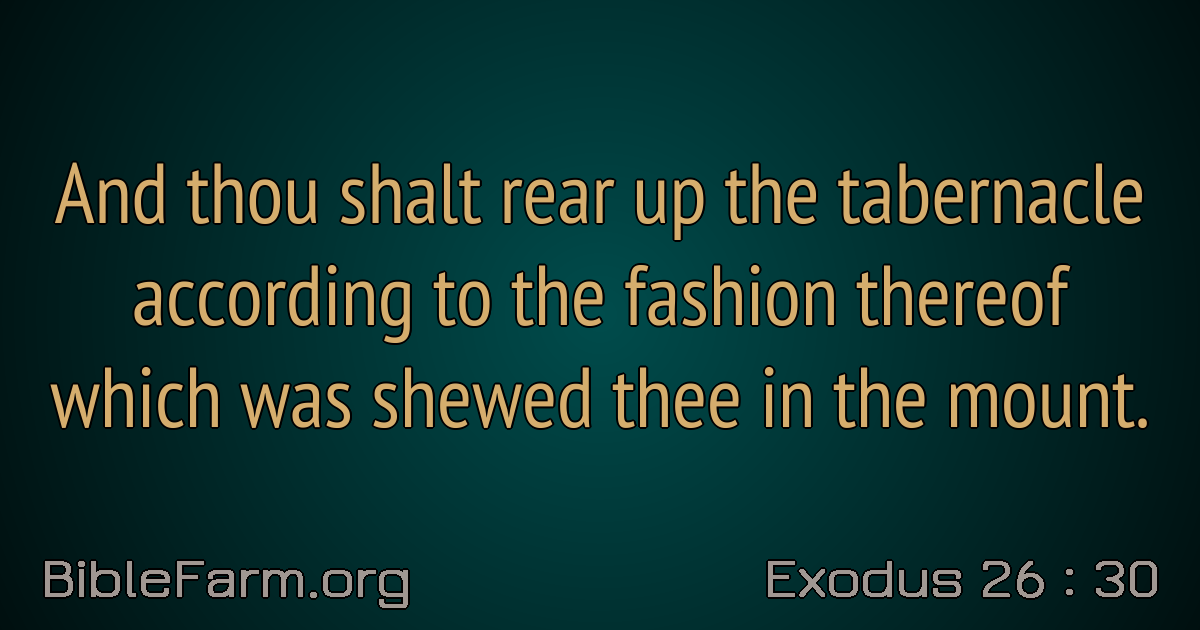 And thou shalt rear up the tabernacle
according to the fashion thereof
which was shewed thee in the mount.
BibleFarm.org
Exodus 26 : 30